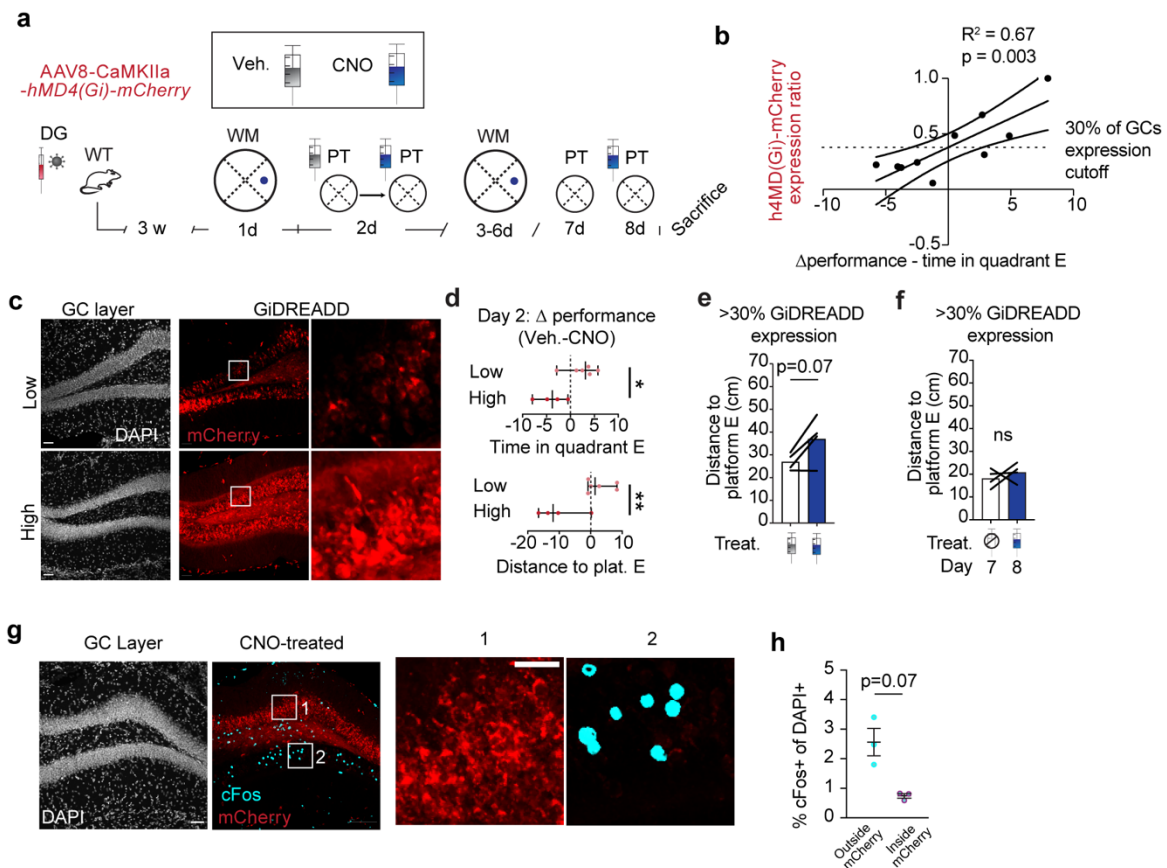 a
AAV8-CaMKIIa
-hMD4(Gi)-mCherry
Veh.
CNO
DG
WT
WM
PT
PT
WM
PT
PT
3 w
1d
2d
3-6d
7d
8d
Sacrifice
b
R² = 0.67
p = 0.003
h4MD(Gi)-mCherry
expression ratio
1.0
0.5
-0.5
-10
-5
0
5
10
30% of GCs
expression
cutoff
Δperformance - time in quadrant E
c
GC layer
GiDREADD
Low
DAPI
mCherry
High
d
Day 2: Δ performance
(Veh.-CNO)
Low
High
*
-10
-5
0
5
10
Time in quadrant E
Low
High
**
-20
-10
0
10
Distance to plat. E
e
>30% GiDREADD
expression
p=0.07
Distance to
platform E (cm)
70
60
50
40
30
20
10
0
Treat.
f
>30% GiDREADD
expression
ns
Distance to
platform E (cm)
70
60
50
40
30
20
10
0
Treat.
Day 7 8
g
GC Layer
CNO-treated
1
2
DAPI
1
2
cFos
mCherry
h
p=0.07
% cFos+ of DAPI+
5
4
3
2
1
0
Outside
mCherry
Inside
mCherry